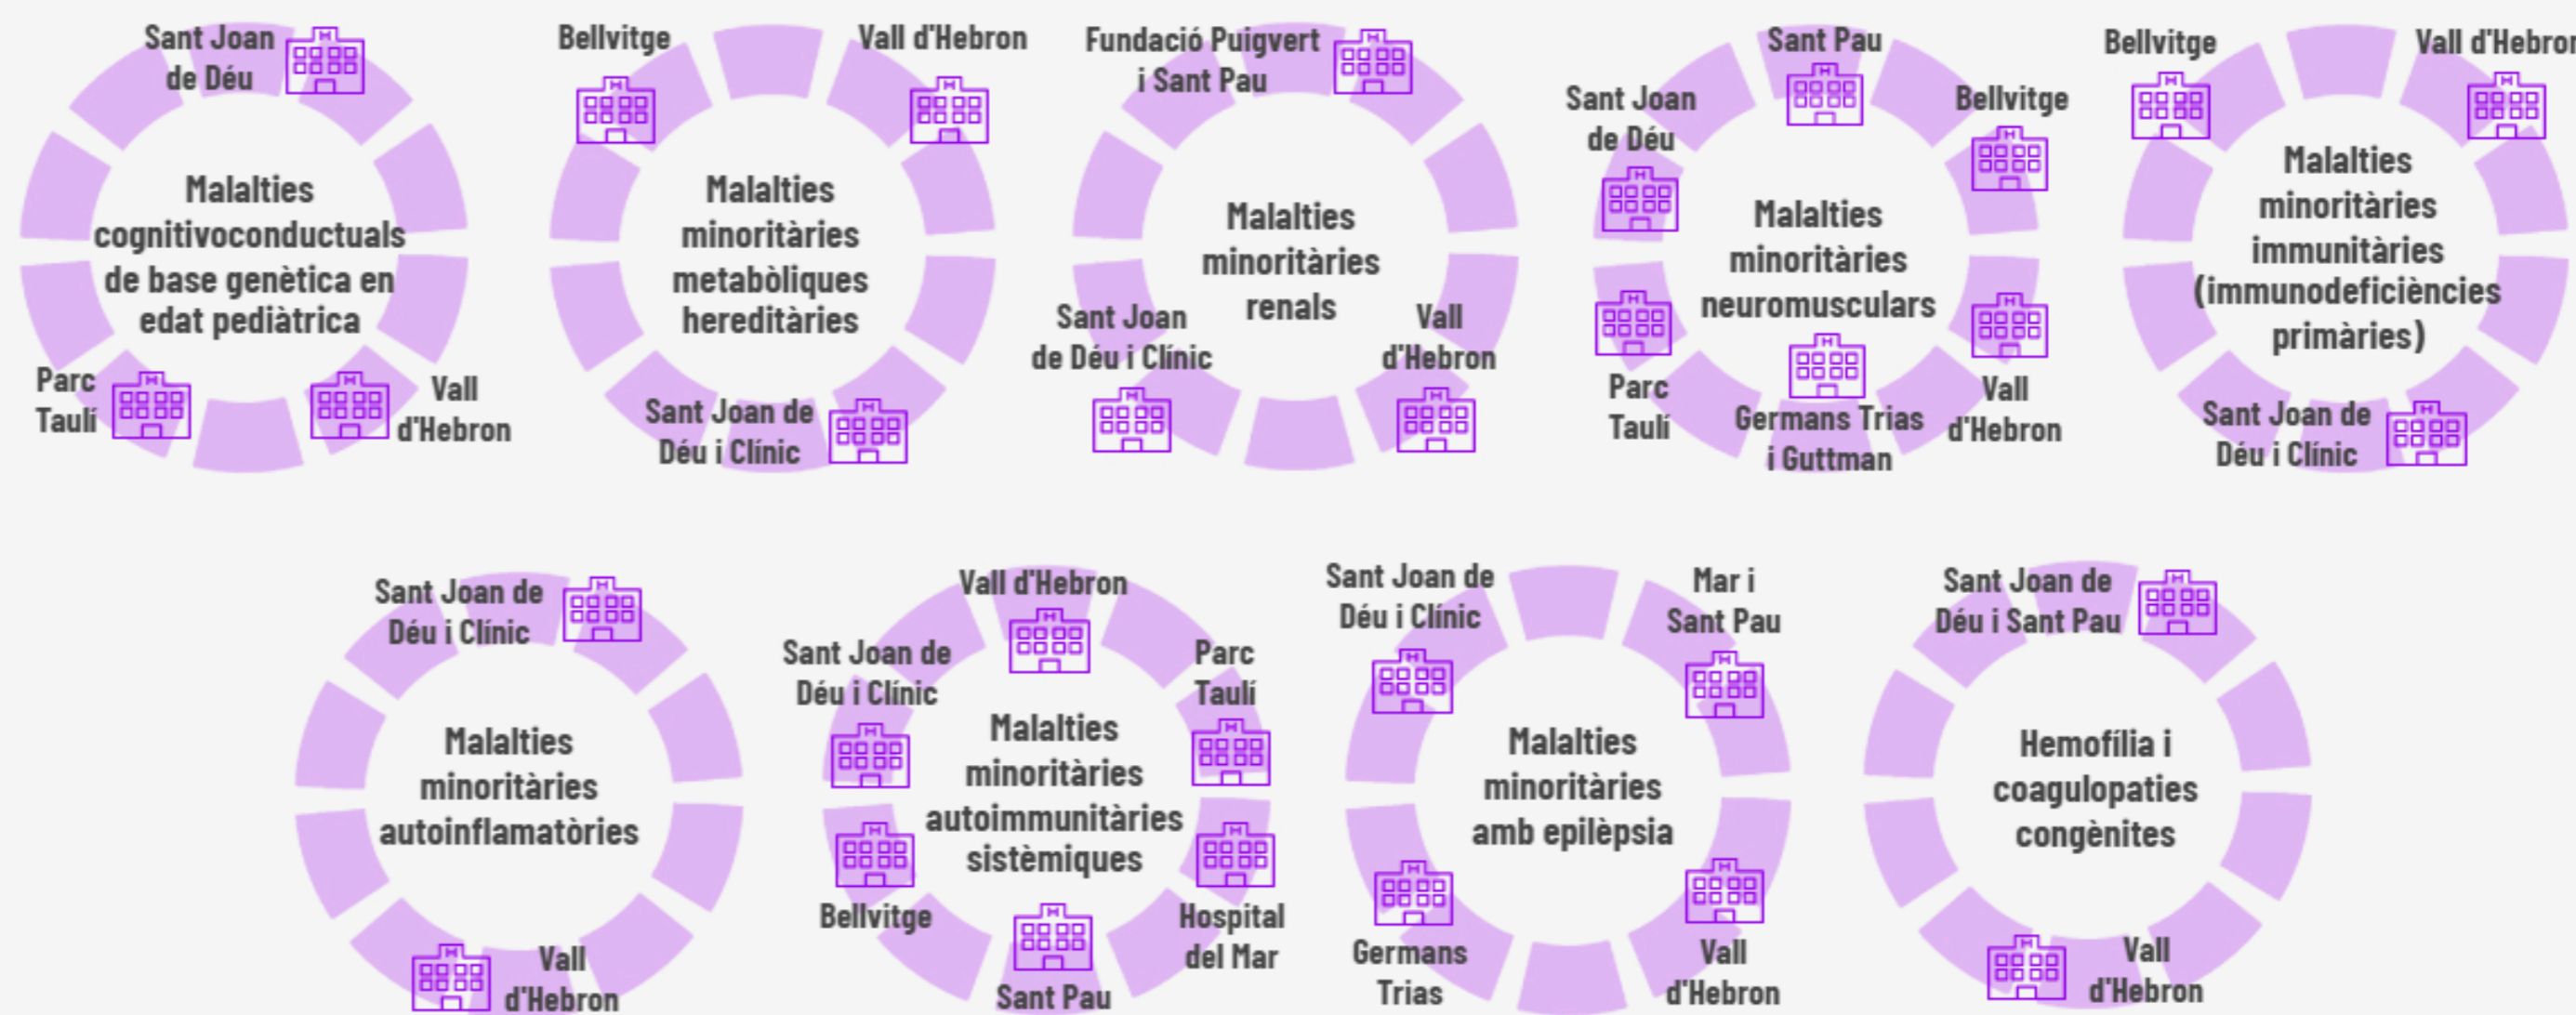 Sant Joan
de Déu
Malalties
cognitivoconductuals
de base genètica en
edat pediàtrica
Parc
Taulí
Vall
d'Hebron
Bellvitge
Vall d'Hebron
Malalties
minoritàries
metabòliques
hereditàries
Sant Joan de
Déu i Clínic
Fundació Puigvert
i Sant Pau
Malalties
minoritàries
renals
Sant Joan
de Déu i Clínic
Vall
d'Hebron
Sant Pau
Sant Joan
de Déu
Bellvitge
Malalties
minoritàries
neuromusculars
Parc
Taulí
Germans Trias
i Guttman
Vall
d'Hebron
Bellvitge
Vall d'Hebron
Malalties
minoritàries
immunitàries
(immunodeficiències
primàries)
Sant Joan de
Déu i Clínic
Sant Joan de
Déu i Clínic
Malalties
minoritàries
autoinflamatòries
Vall
d'Hebron
Vall d'Hebron
Sant Joan de
Déu i Clínic
Parc
Taulí
Malalties
minoritàries
autoimmunitàries
sistèmiques
Bellvitge
Hospital
del Mar
Sant Pau
Sant Joan de
Déu i Clínic
Mar i
Sant Pau
Malalties
minoritàries
amb epilèpsia
Germans
Trias
Vall
d'Hebron
Sant Joan de
Déu i Sant Pau
Hemofília i
coagulopaties
congènites
Vall
d'Hebron